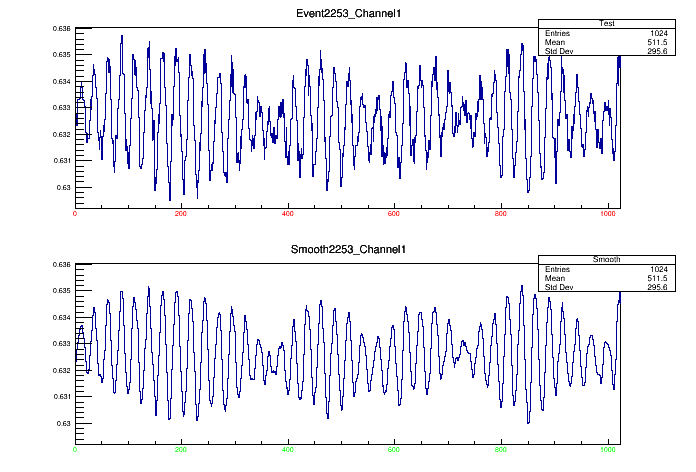 Event2253_Channel1
Test
Entries 1024
Mean 511.5
Std Dev 295.6
0.636
0.635
0.634
0.633
0.632
0.631
0.63
0 200 400 600 800 1000
Smooth2253_Channel1
Smooth
Entries 1024
Mean 511.5
Std Dev 295.6
0.636
0.635
0.634
0.633
0.632
0.631
0.63
0 200 400 600 800 1000